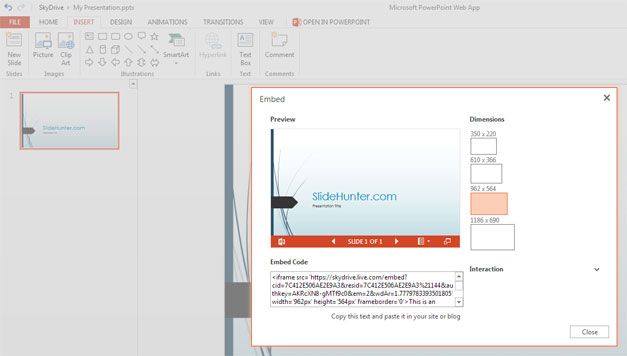 SkyDrive ▸ My Presentation.ppts
Microsoft PowerPoint Web App
FILE HOME INSERT DESIGN ANIMATIONS TRANSITIONS VIEW OPEN IN POWERPOINT
New Slide
Picture
Clip Art
SmartArt
Hyperlink
Text Box
Comment
Slides Images Illustrations Links Text Comments
1
SlideHunter.com
Embed
Preview
SlideHunter.com
Presentation Title
SLIDE 1 OF 1
Dimensions
350 x 220
610 x 366
962 x 564
1186 x 690
Embed Code
<iframe src='https://skydrive.live.com/embed?
cid=7C412E506AE2E9A3&resid=7C412E506AE2E9A3%21144&au
thkey=AKRcXN8-gMTf9c0&em=2&wdAr=1.7779783393501805'
width='962px' height='564px' frameborder='0'>This is an
Copy this text and paste it in your site or blog
Interaction
Close